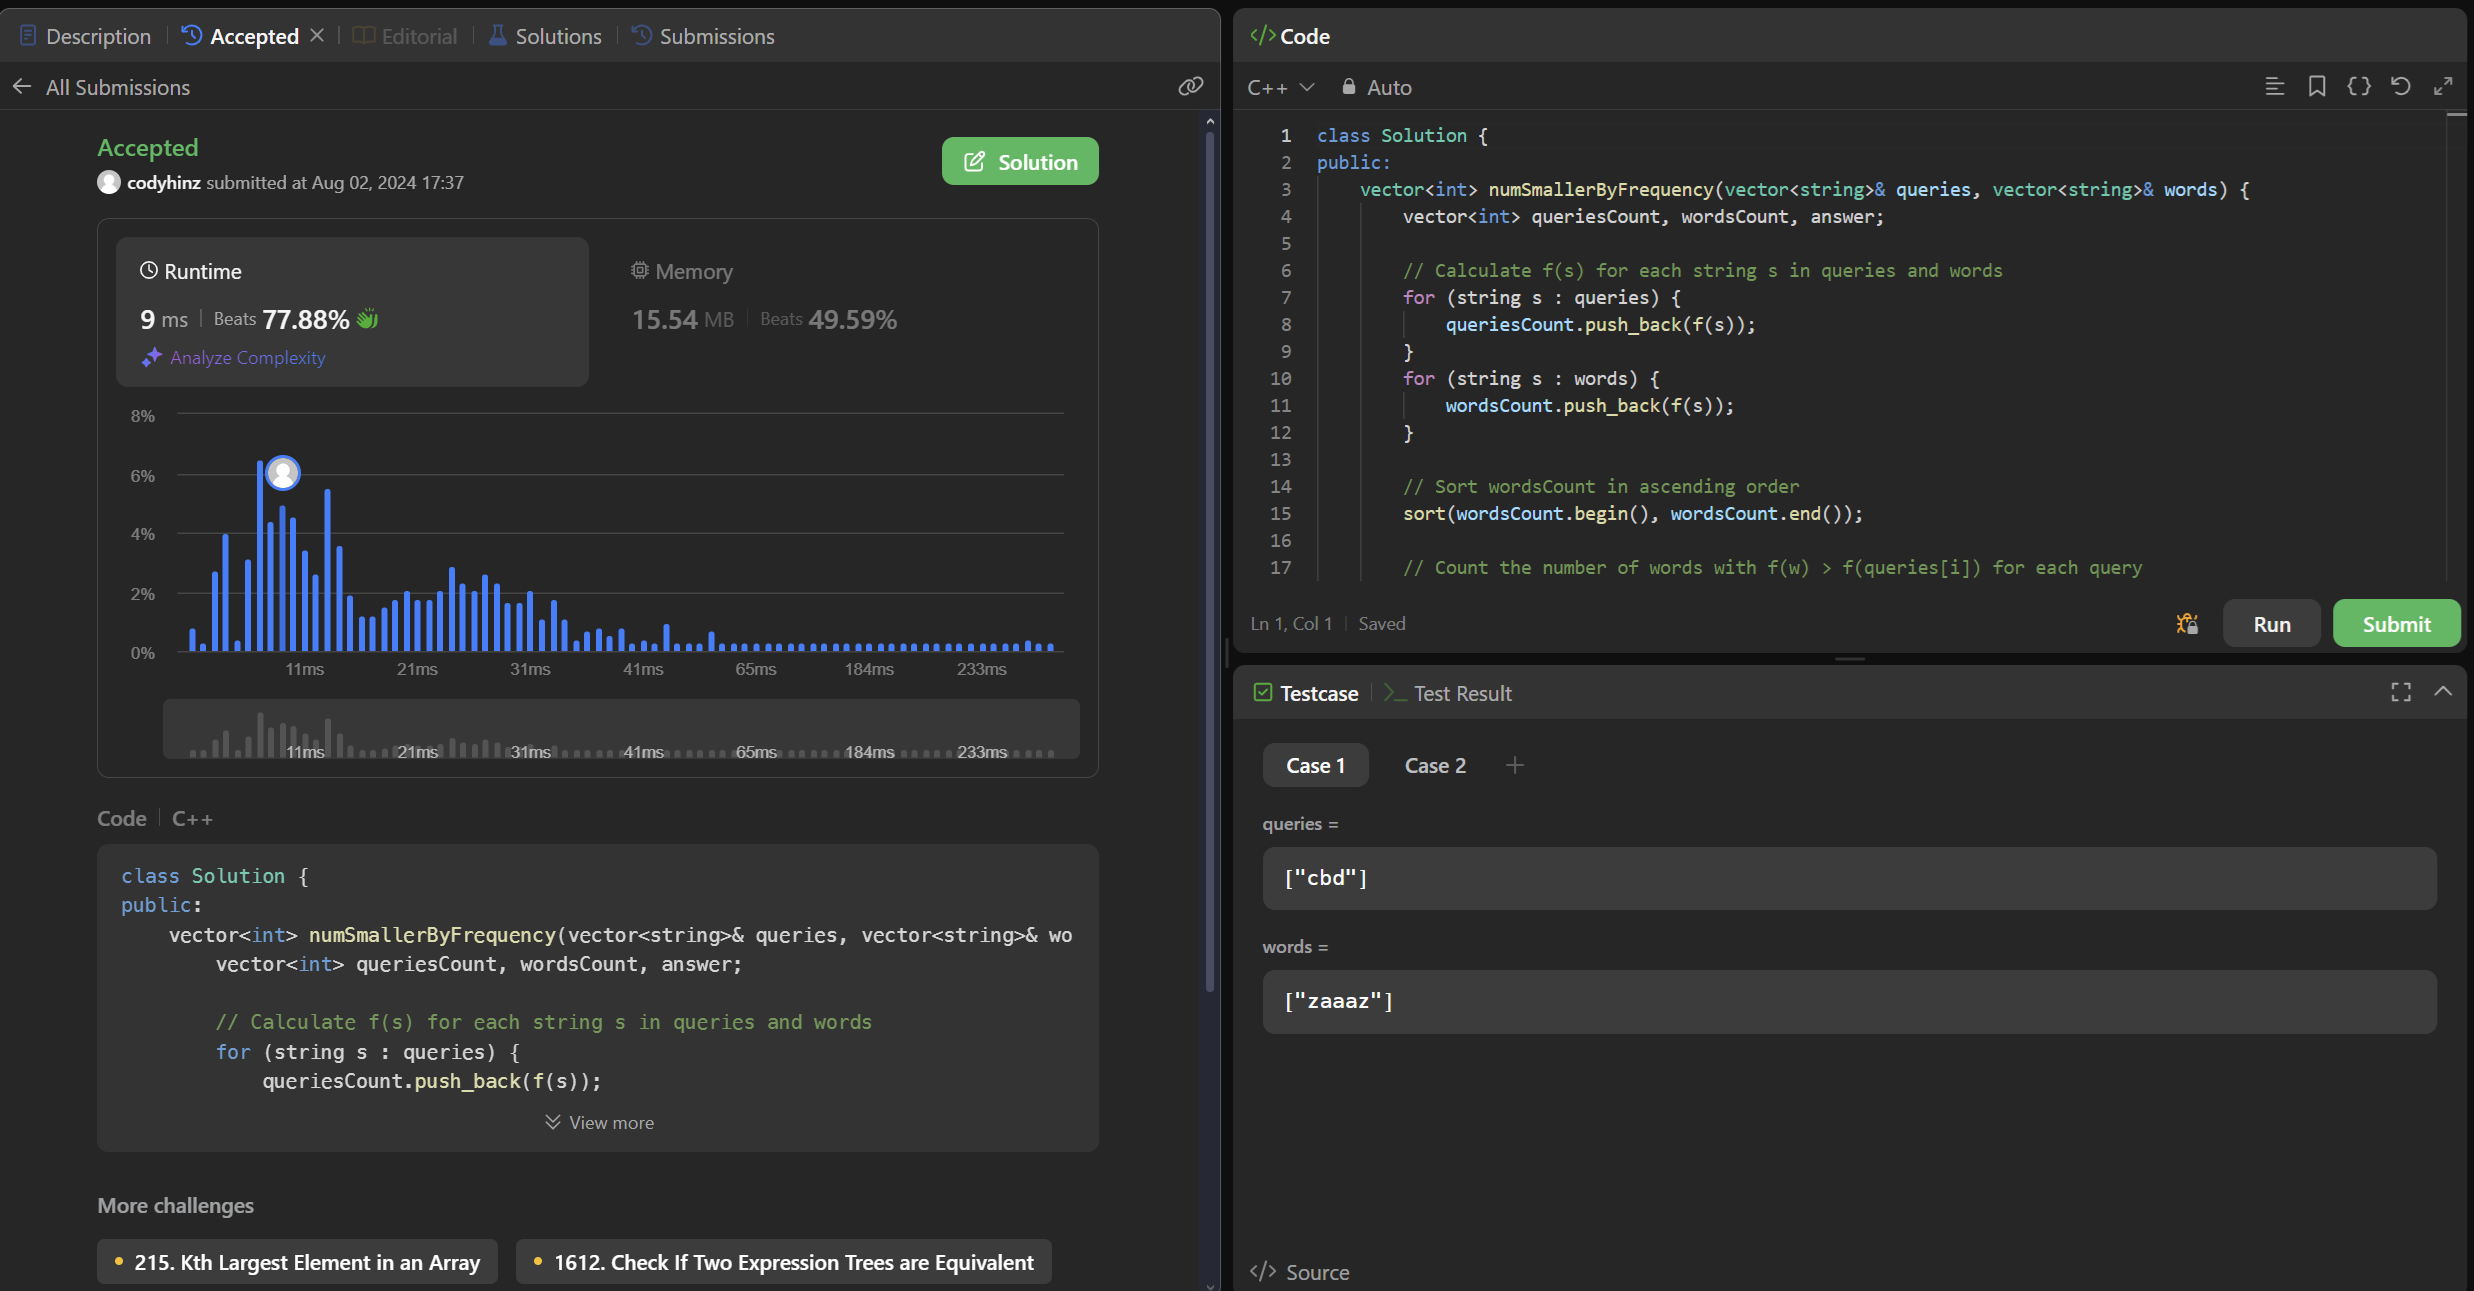 Description
Accepted
Editorial
Solutions
Submissions
All Submissions
Accepted
codyhinz submitted at Aug 02, 2024 17:37
Solution
Runtime
9 ms
Beats 77.88%
Analyze Complexity
Memory
15.54 MB
Beats 49.59%
8%
6%
4%
2%
0%
11ms 21ms 31ms 41ms 65ms 184ms 233ms
11ms 21ms 31ms 41ms 65ms 184ms 233ms
Code
C++
class Solution {
public:
    vector<int> numSmallerByFrequency(vector<string>& queries, vector<string>& wo
        vector<int> queriesCount, wordsCount, answer;
        // Calculate f(s) for each string s in queries and words
        for (string s : queries) {
            queriesCount.push_back(f(s));
View more
More challenges
215. Kth Largest Element in an Array
1612. Check If Two Expression Trees are Equivalent
</> Code
C++
Auto
1 class Solution {
2 public:
3     vector<int> numSmallerByFrequency(vector<string>& queries, vector<string>& words) {
4         vector<int> queriesCount, wordsCount, answer;
5
6         // Calculate f(s) for each string s in queries and words
7         for (string s : queries) {
8             queriesCount.push_back(f(s));
9         }
10         for (string s : words) {
11             wordsCount.push_back(f(s));
12         }
13
14         // Sort wordsCount in ascending order
15         sort(wordsCount.begin(), wordsCount.end());
16
17         // Count the number of words with f(w) > f(queries[i]) for each query
Ln 1, Col 1
Saved
Run
Submit
Testcase
Test Result
Case 1
Case 2
queries =
["cbd"]
words =
["zaaaz"]
</> Source